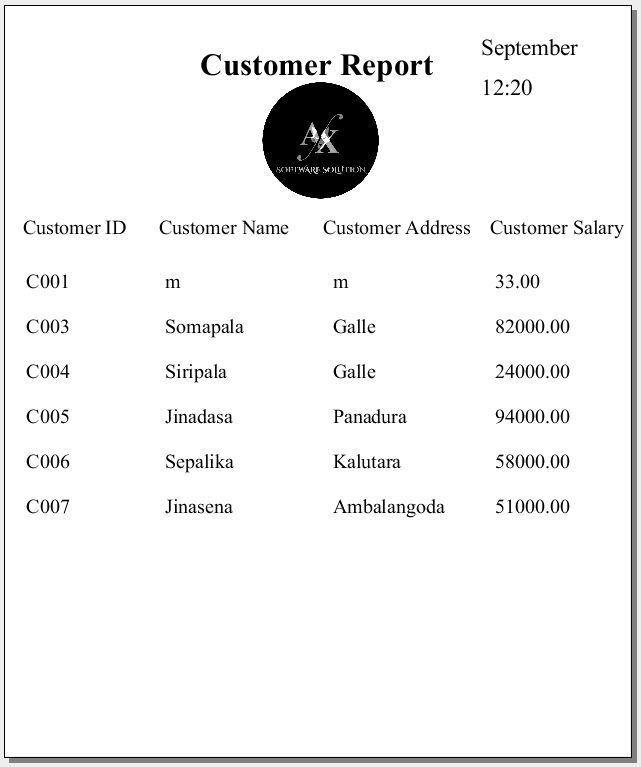 September
Customer Report
12:20
AX
SOFTWARE SOLUTION
Customer ID Customer Name Customer Address Customer Salary
C001 m m 33.00
C003 Somapala Galle 82000.00
C004 Siripala Galle 24000.00
C005 Jinadasa Panadura 94000.00
C006 Sepalika Kalutara 58000.00
C007 Jinasena Ambalangoda 51000.00